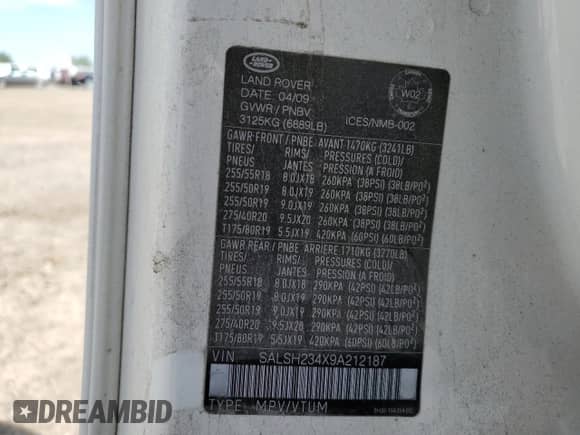 LAND ROVER
LAND ROVER
DATE 04/09
GVWR / PNBV
3125KG (6889LB)
W02
ICES/NMB-002
GAWR FRONT / PNBE AVANT 1470KG (3241LB)
TIRES/ RIMS/ PRESSURES (COLD)/
PNEUS JANTES PRESSION (A FROID)
255/55R18 8.0JX18 260KPA (38PSI) (38LB/PO²)
255/50R19 8.0JX19 260KPA (38PSI) (38LB/PO²)
255/50R19 9.0JX19 260KPA (38PSI) (38LB/PO²)
275/40R20 9.5JX20 260KPA (38PSI) (38LB/PO²)
T175/80R19 5.5JX19 420KPA (60PSI) (60LB/PO²)
GAWR REAR / PNBE ARRIERE 1710KG (3770LB)
TIRES/ RIMS/ PRESSURES (COLD)/
PNEUS JANTES PRESSION (A FROID)
255/55R18 8.0JX18 290KPA (42PSI) (42LB/PO²)
255/50R19 8.0JX19 290KPA (42PSI) (42LB/PO²)
255/50R19 9.0JX19 290KPA (42PSI) (42LB/PO²)
275/40R20 9.5JX20 290KPA (42PSI) (42LB/PO²)
T175/80R19 5.5JX19 420KPA (60PSI) (60LB/PO²)
VIN SALSH234X9A212187
TYPE MPV/VTUM
DREAMBID